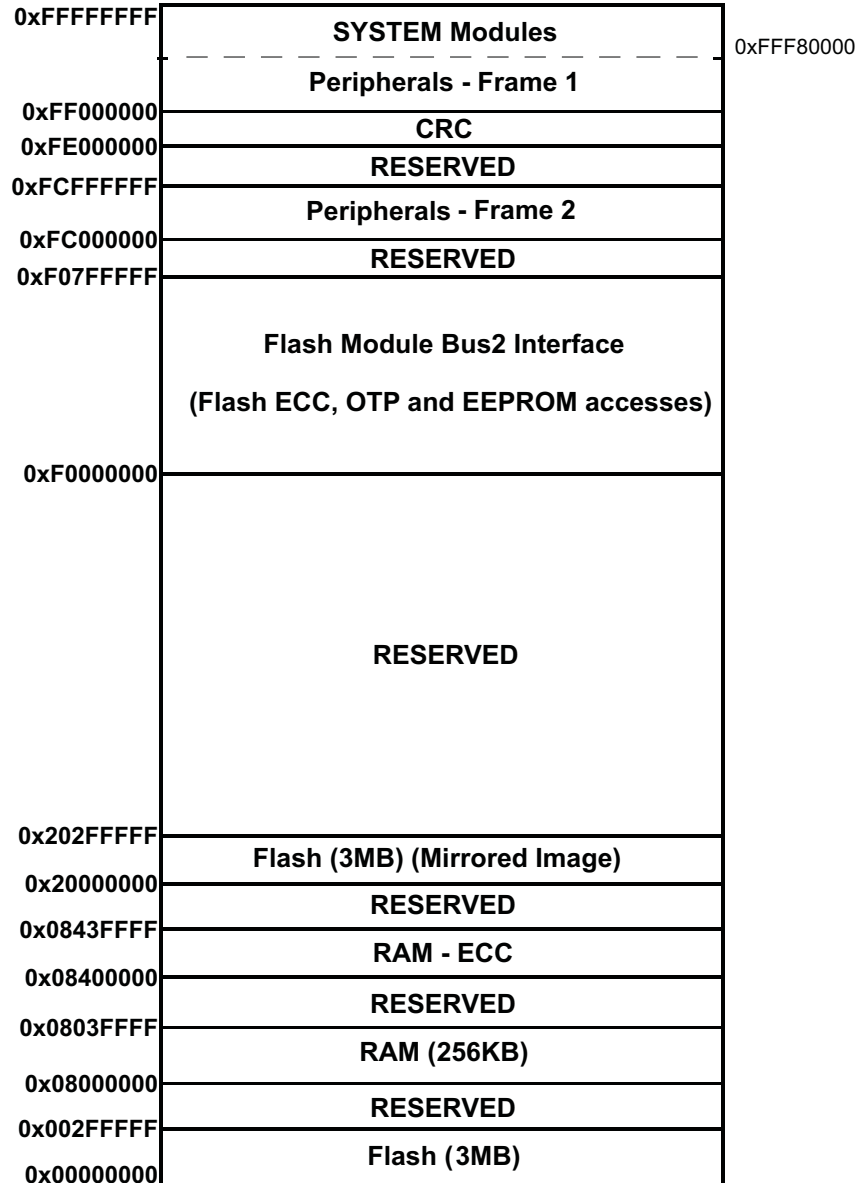 0xFFFFFFFF
SYSTEM Modules
0xFFF80000
Peripherals - Frame 1
0xFF000000
CRC
0xFE000000
RESERVED
0xFCFFFFFF
Peripherals - Frame 2
0xFC000000
RESERVED
0xF07FFFFF
Flash Module Bus2 Interface
(Flash ECC, OTP and EEPROM accesses)
0xF0000000
RESERVED
0x202FFFFF
Flash (3MB) (Mirrored Image)
0x20000000
RESERVED
0x0843FFFF
RAM - ECC
0x08400000
RESERVED
0x0803FFFF
RAM (256KB)
0x08000000
RESERVED
0x002FFFFF
Flash (3MB)
0x00000000